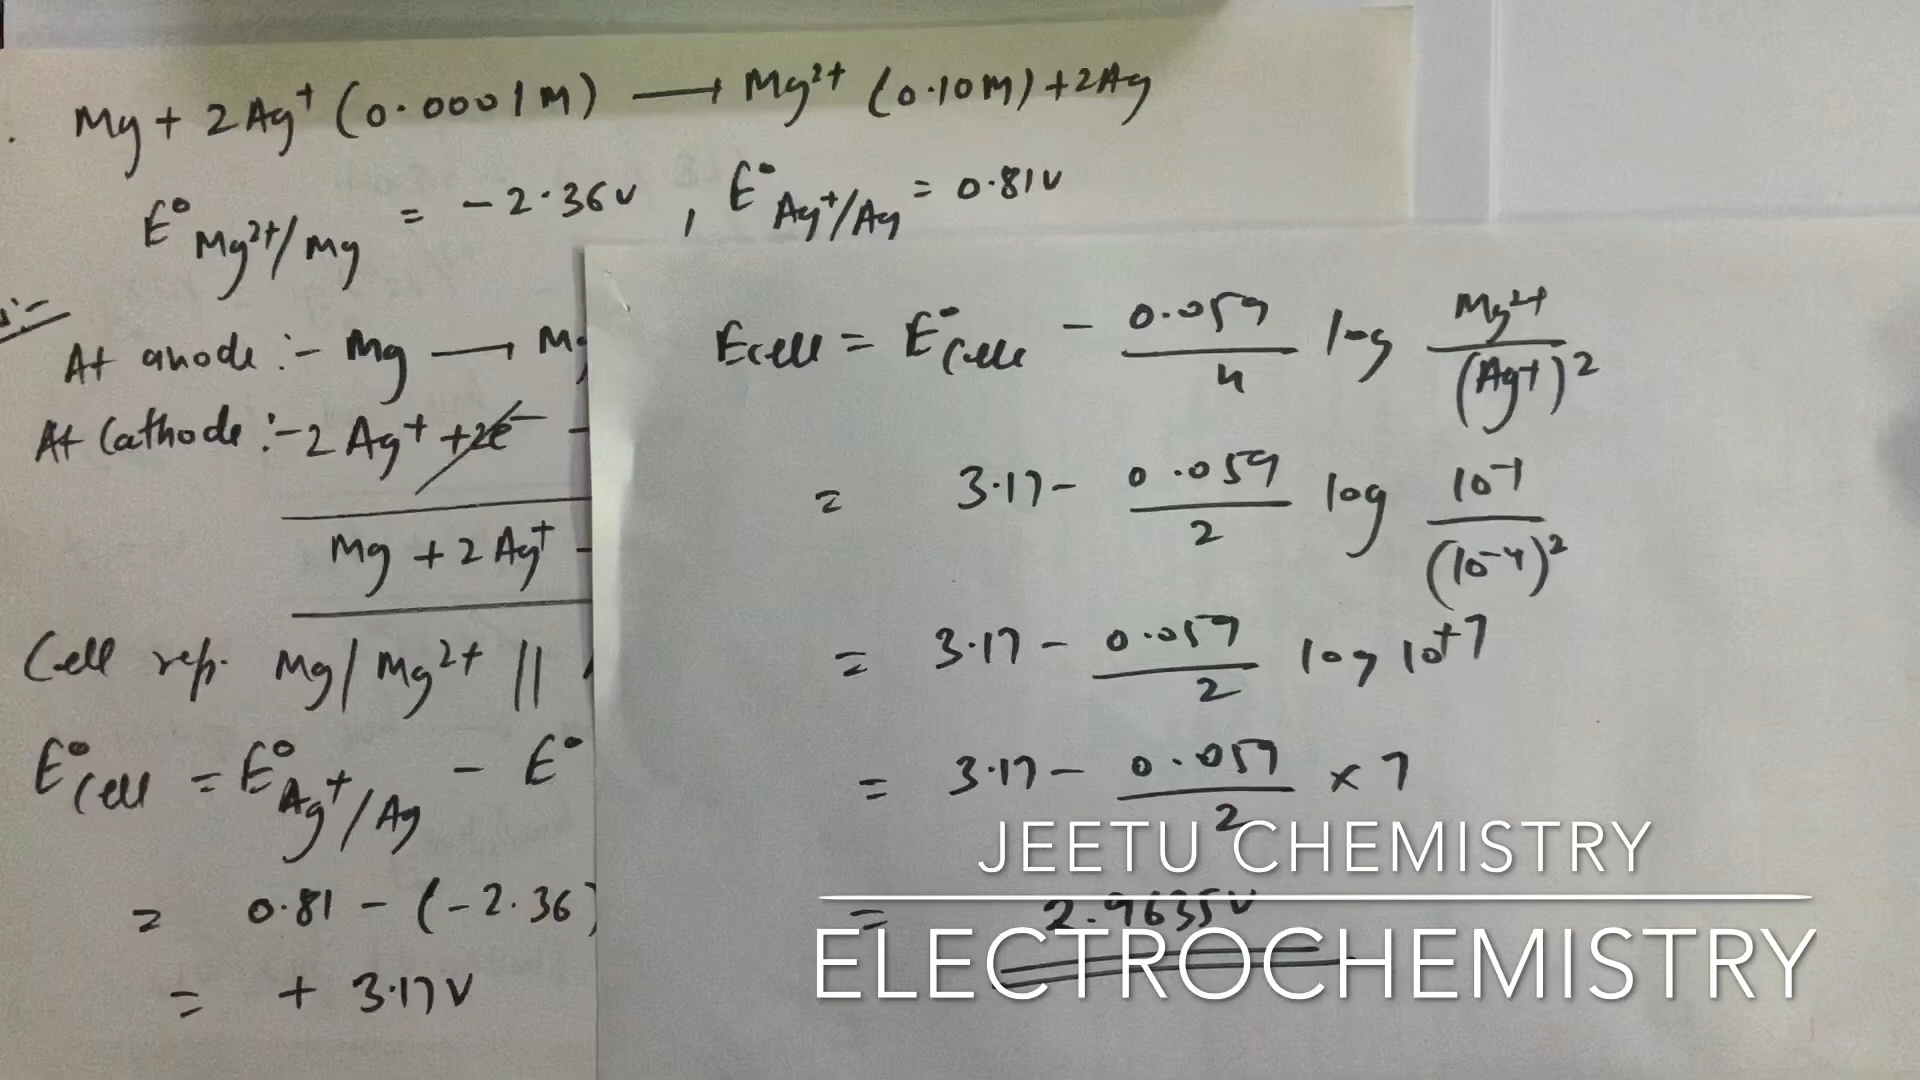 Mg + 2Ag⁺ (0.0001M) ⟶ Mg²⁺ (0.10M) + 2Ag
E°Mg²⁺/Mg = -2.36V , E°Ag⁺/Ag = 0.81V
At anode :- Mg ⟶ M
At Cathode :- 2Ag⁺ + 2e⁻ -
Mg + 2Ag⁺ -
Cell rep. Mg/Mg²⁺ ||
E°Cell = E°Ag⁺/Ag - E°
= 0.81 - (-2.36)
= + 3.17V
Ecell = E°Cell - 0.059/n log Mg²⁺/(Ag⁺)²
= 3.17 - 0.059/2 log 10⁻¹/(10⁻⁴)²
= 3.17 - 0.059/2 log 10⁺⁷
= 3.17 - 0.059/2 × 7
= 2.9635V
JEETU CHEMISTRY
ELECTROCHEMISTRY